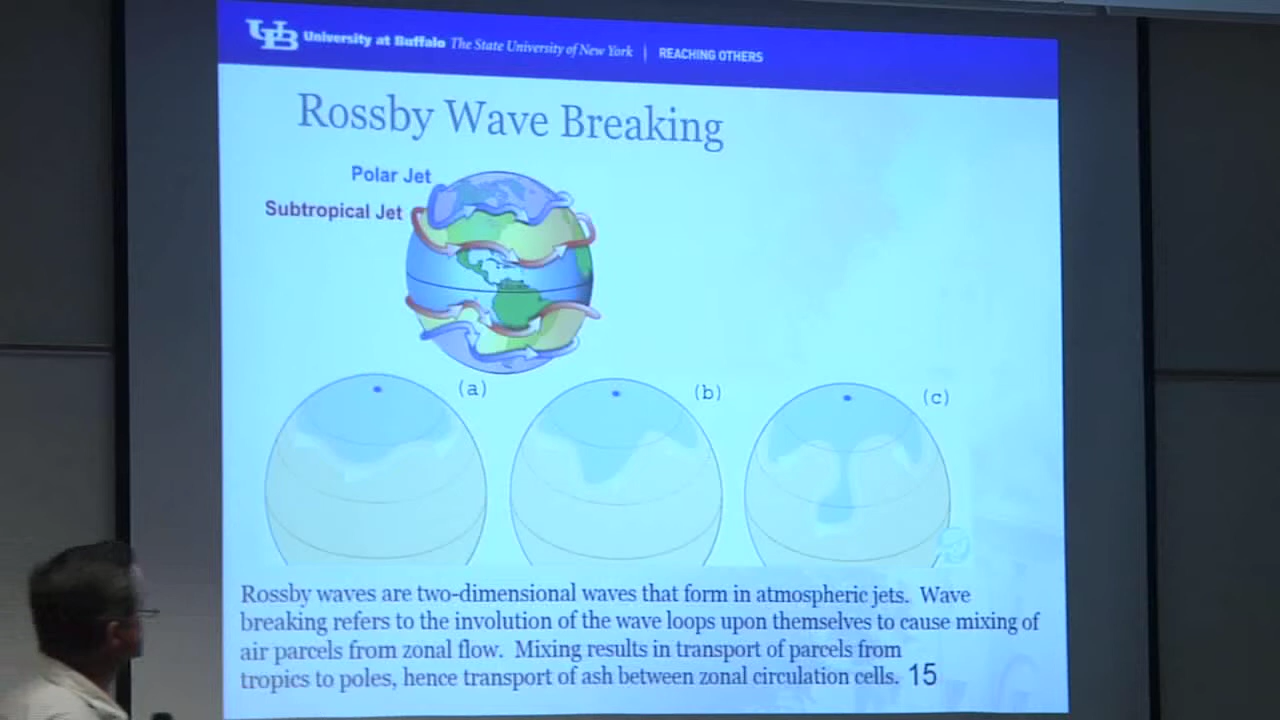 UB University at Buffalo The State University of New York | REACHING OTHERS
Rossby Wave Breaking
Polar Jet
Subtropical Jet
(a)
(b)
(c)
Rossby waves are two-dimensional waves that form in atmospheric jets. Wave
breaking refers to the involution of the wave loops upon themselves to cause mixing of
air parcels from zonal flow. Mixing results in transport of parcels from
tropics to poles, hence transport of ash between zonal circulation cells. 15